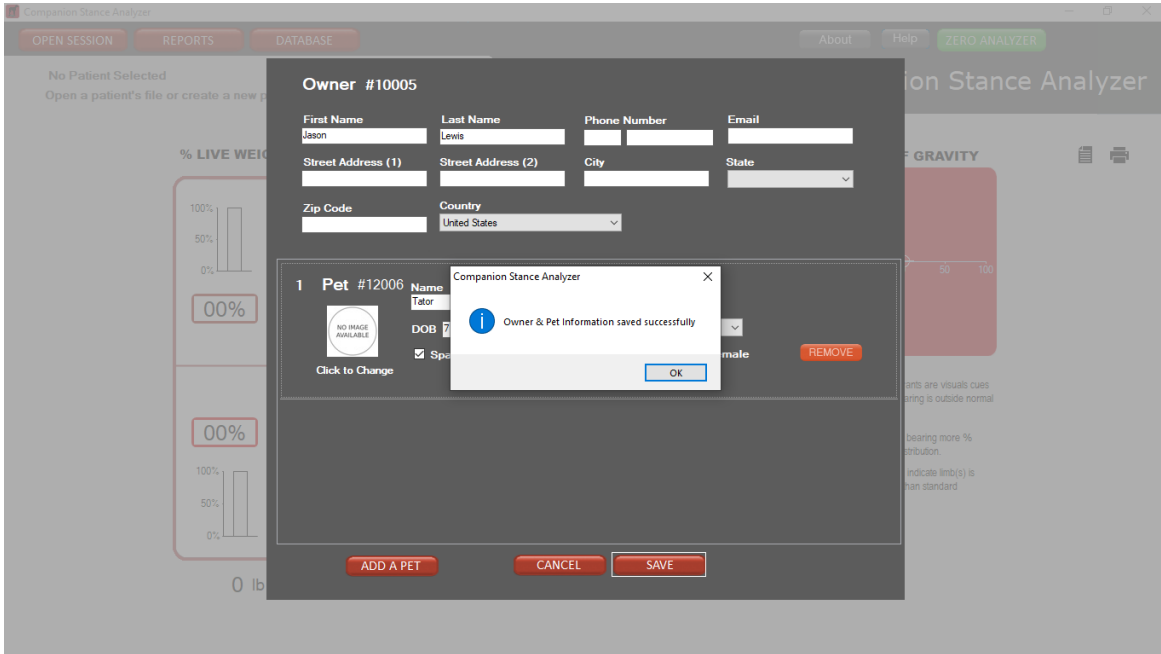 Companion Stance Analyzer
OPEN SESSION REPORTS DATABASE About Help ZERO ANALYZER
No Patient Selected
Open a patient's file or create a new p
ion Stance Analyzer
Owner #10005
First Name Last Name Phone Number Email
Jason Lewis
Street Address (1) Street Address (2) City State
Zip Code Country
United States
% LIVE WEIG
GRAVITY
100%
50%
0%
00%
50 100
1 Pet #12006 Name
Tator
NO IMAGE
AVAILABLE
DOB 7
Spa
male
REMOVE
Click to Change
Companion Stance Analyzer
Owner & Pet Information saved successfully
OK
rants are visuals cues
aring is outside normal
bearing more %
stribution.
indicate limb(s) is
han standard
00%
100%
50%
0%
0 lb
ADD A PET CANCEL SAVE